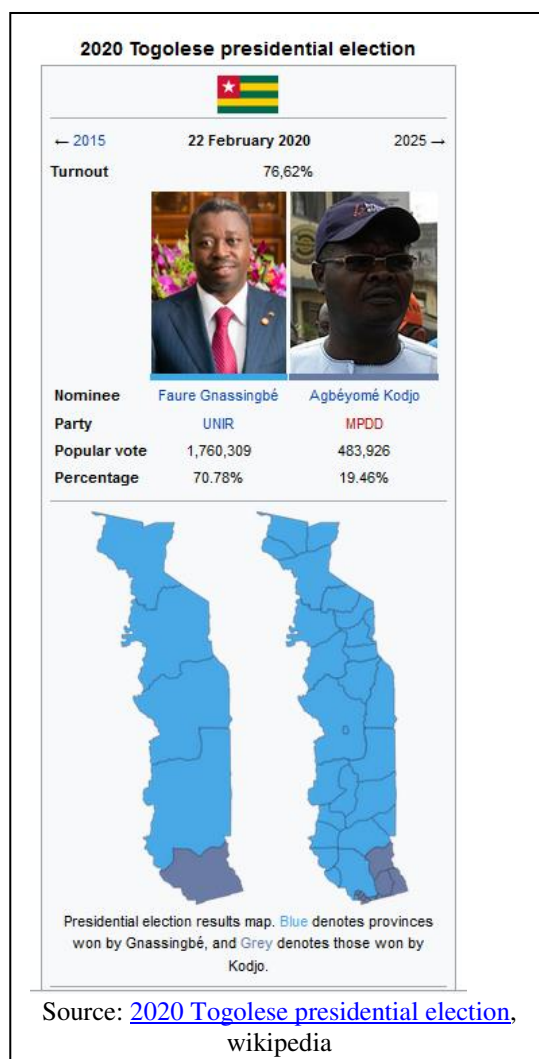 2020 Togolese presidential election
← 2015 22 February 2020 2025 →
Turnout 76,62%
Nominee Faure Gnassingbé Agbéyomé Kodjo
Party UNIR MPDD
Popular vote 1,760,309 483,926
Percentage 70.78% 19.46%
Presidential election results map. Blue denotes provinces
won by Gnassingbé, and Grey denotes those won by
Kodjo.
Source: 2020 Togolese presidential election,
wikipedia